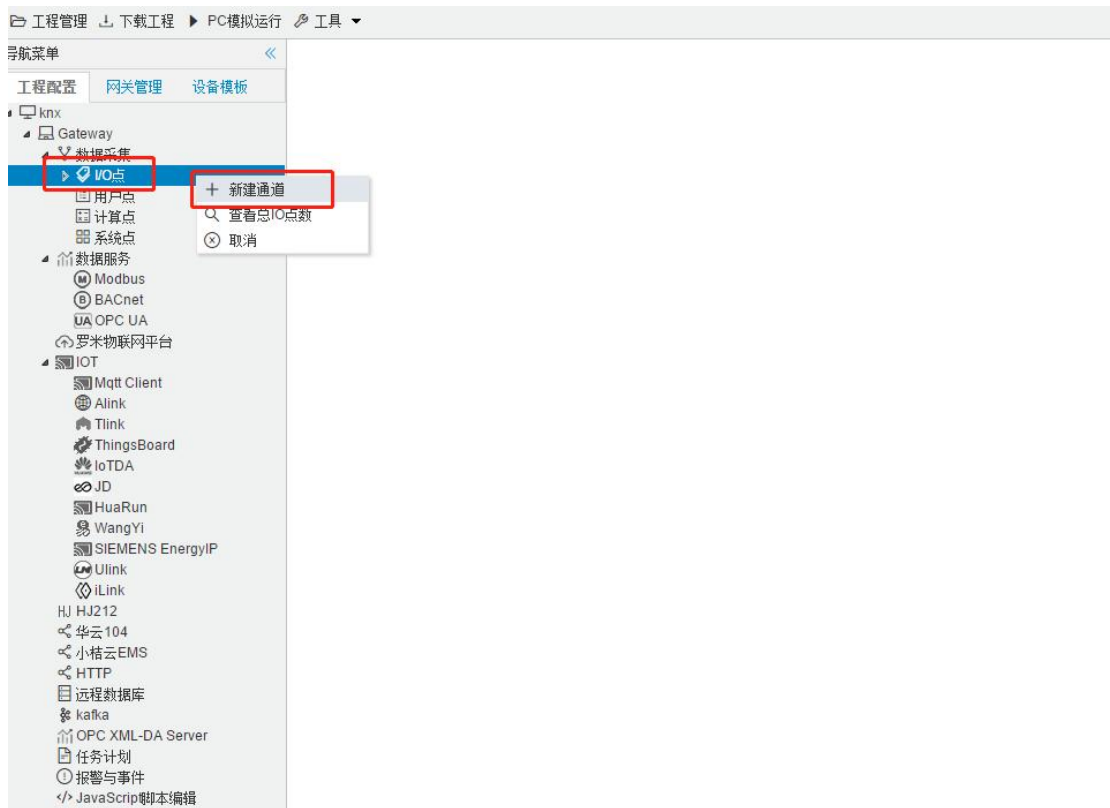 工程管理 下载工程 PC模拟运行 工具
导航菜单
工程配置 网关管理 设备模板
knx
Gateway
数据采集
I/O点
新建通道
用户点
查看总IO点数
计算点
取消
系统点
数据服务
Modbus
BACnet
UA OPC UA
罗米物联网平台
IOT
Mqtt Client
Alink
Tlink
ThingsBoard
IoTDA
JD
HuaRun
WangYi
SIEMENS EnergyIP
Ulink
iLink
HJ HJ212
华云104
小桔云EMS
HTTP
远程数据库
kafka
OPC XML-DA Server
任务计划
报警与事件
JavaScript脚本编辑